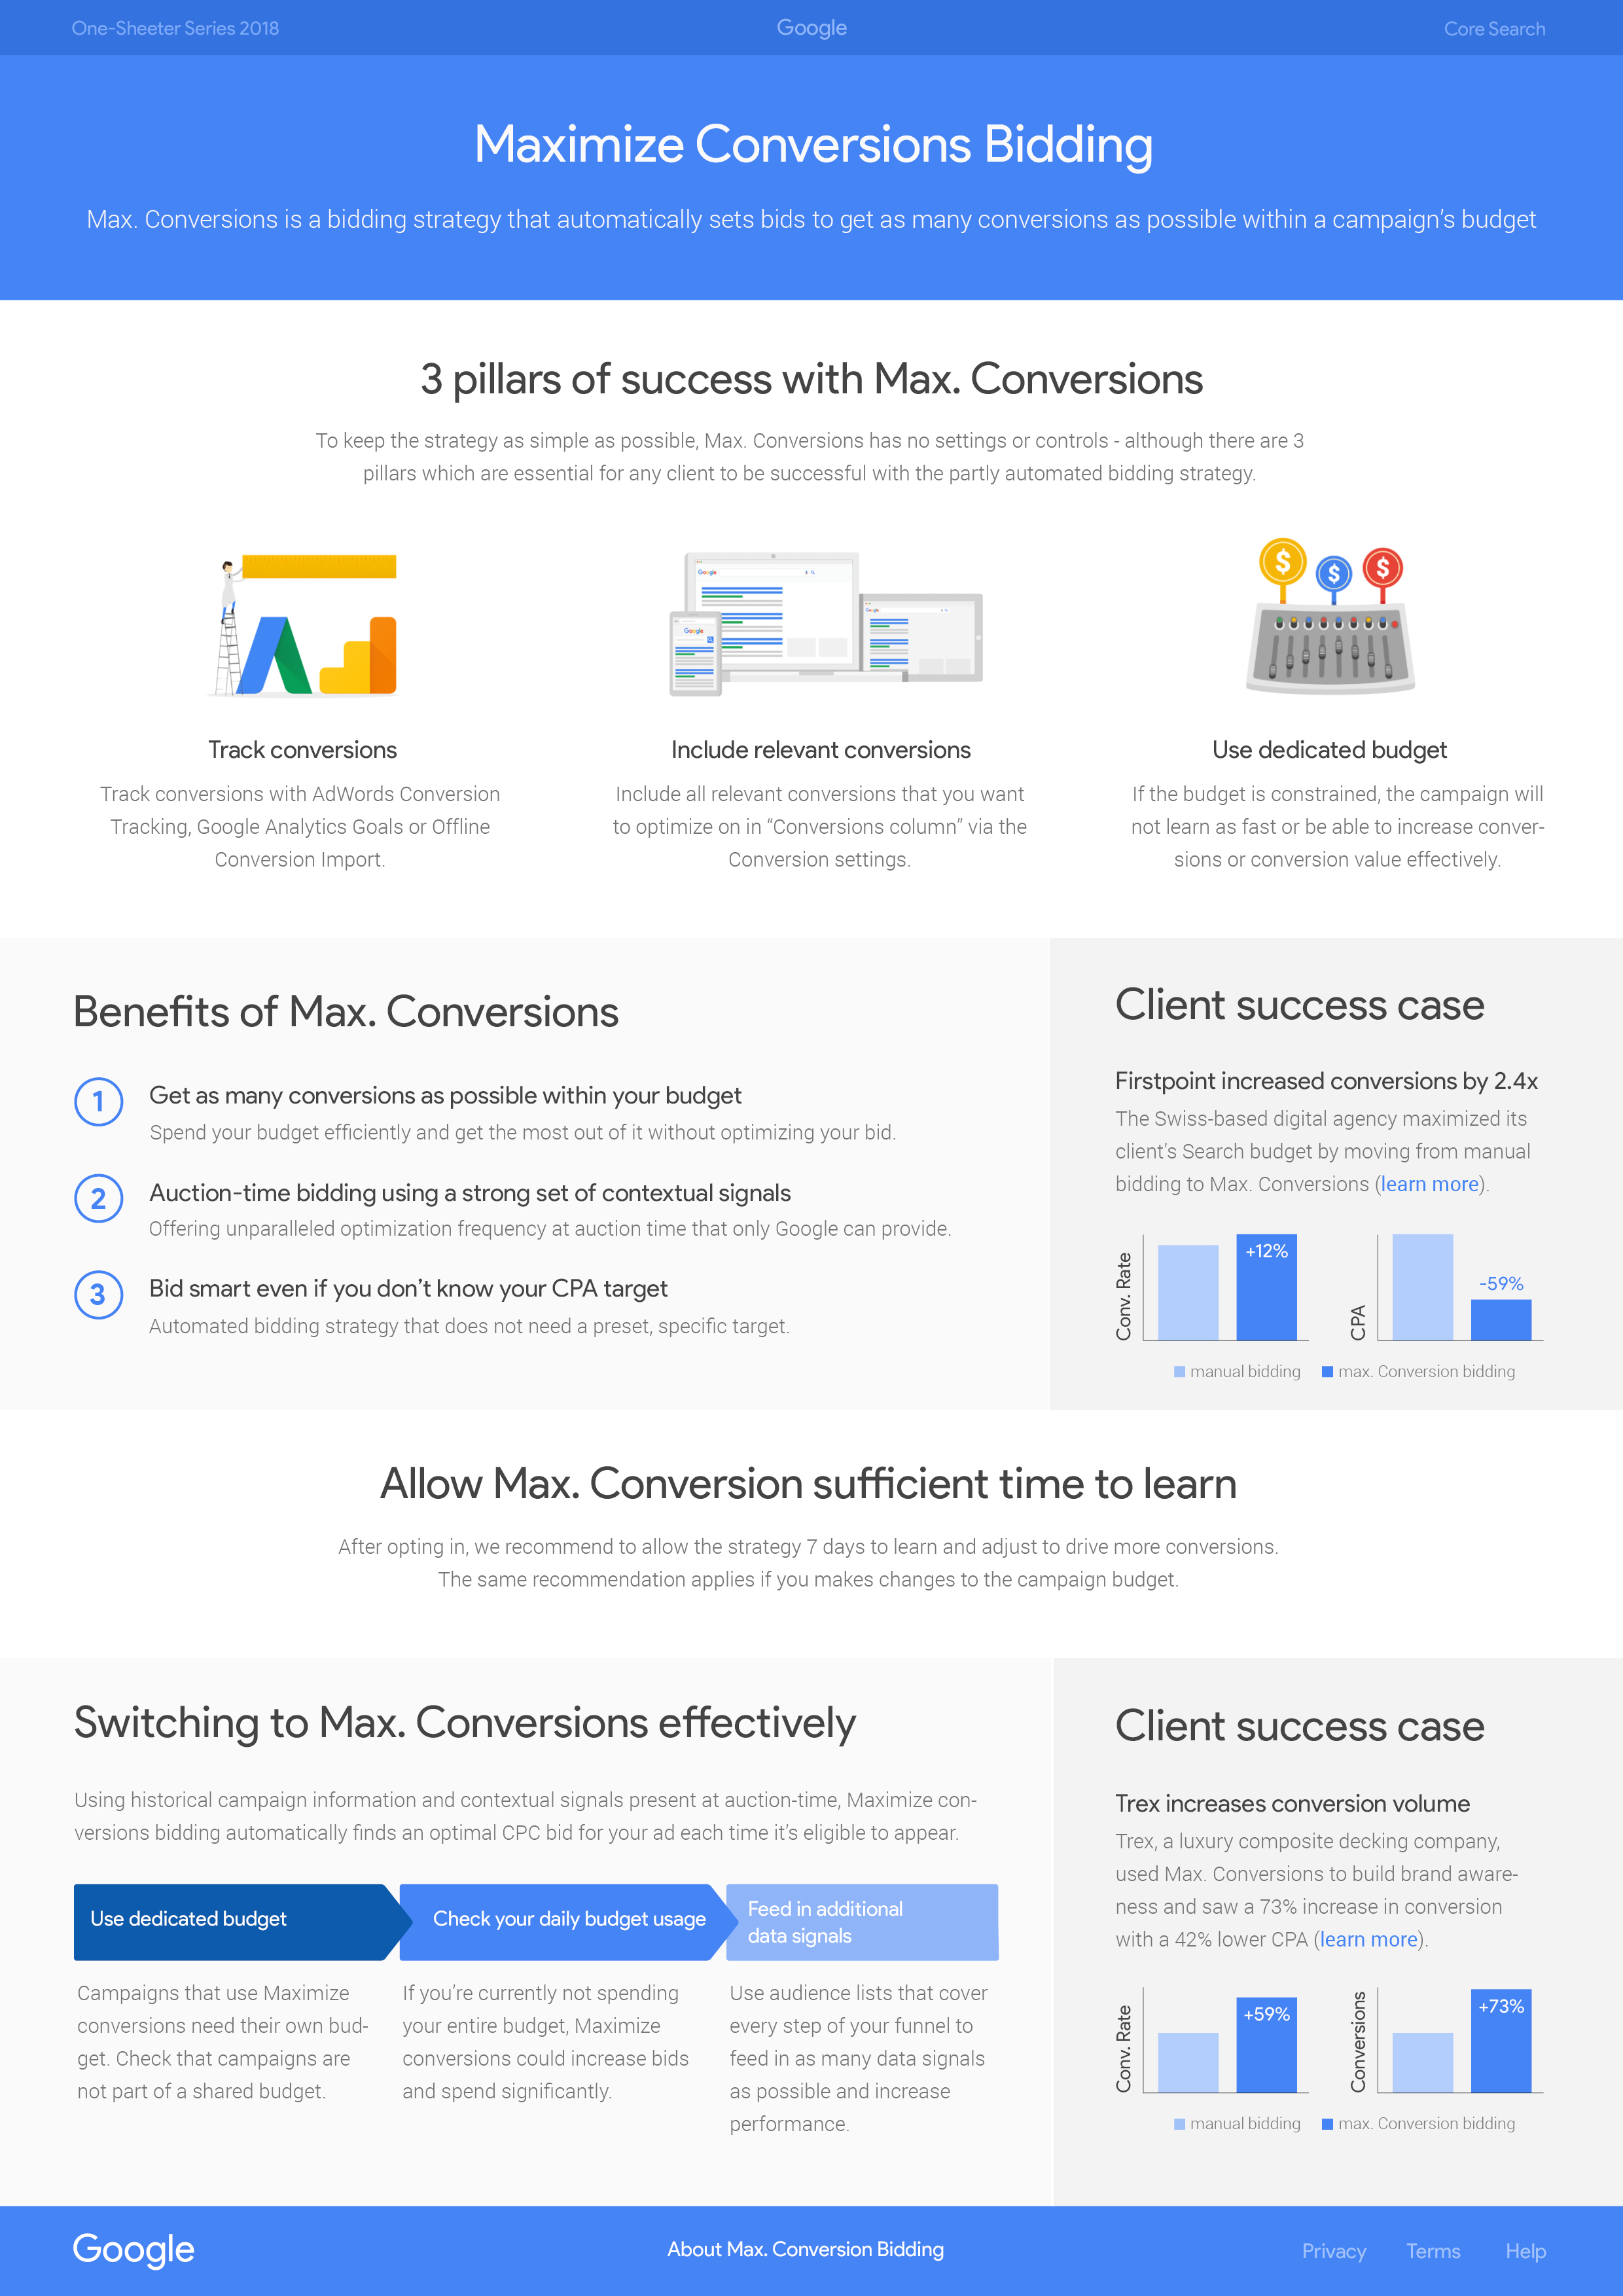 One-Sheeter Series 2018
Google
Core Search
Maximize Conversions Bidding
Max. Conversions is a bidding strategy that automatically sets bids to get as many conversions as possible within a campaign's budget
3 pillars of success with Max. Conversions
To keep the strategy as simple as possible, Max. Conversions has no settings or controls - although there are 3
pillars which are essential for any client to be successful with the partly automated bidding strategy.
Google
Google
Google
$
$
$
Track conversions
Track conversions with AdWords Conversion
Tracking, Google Analytics Goals or Offline
Conversion Import.
Include relevant conversions
Include all relevant conversions that you want
to optimize on in “Conversions column” via the
Conversion settings.
Use dedicated budget
If the budget is constrained, the campaign will
not learn as fast or be able to increase conver-
sions or conversion value effectively.
Benefits of Max. Conversions
1
Get as many conversions as possible within your budget
Spend your budget efficiently and get the most out of it without optimizing your bid.
2
Auction-time bidding using a strong set of contextual signals
Offering unparalleled optimization frequency at auction time that only Google can provide.
3
Bid smart even if you don’t know your CPA target
Automated bidding strategy that does not need a preset, specific target.
Client success case
Firstpoint increased conversions by 2.4x
The Swiss-based digital agency maximized its
client’s Search budget by moving from manual
bidding to Max. Conversions (learn more).
Conv. Rate
+12%
CPA
-59%
manual bidding
max. Conversion bidding
Allow Max. Conversion sufficient time to learn
After opting in, we recommend to allow the strategy 7 days to learn and adjust to drive more conversions.
The same recommendation applies if you makes changes to the campaign budget.
Switching to Max. Conversions effectively
Using historical campaign information and contextual signals present at auction-time, Maximize con-
versions bidding automatically finds an optimal CPC bid for your ad each time it’s eligible to appear.
Use dedicated budget
Campaigns that use Maximize
conversions need their own bud-
get. Check that campaigns are
not part of a shared budget.
Check your daily budget usage
If you’re currently not spending
your entire budget, Maximize
conversions could increase bids
and spend significantly.
Feed in additional
data signals
Use audience lists that cover
every step of your funnel to
feed in as many data signals
as possible and increase
performance.
Client success case
Trex increases conversion volume
Trex, a luxury composite decking company,
used Max. Conversions to build brand aware-
ness and saw a 73% increase in conversion
with a 42% lower CPA (learn more).
Conv. Rate
+59%
Conversions
+73%
manual bidding
max. Conversion bidding
Google
About Max. Conversion Bidding
Privacy
Terms
Help